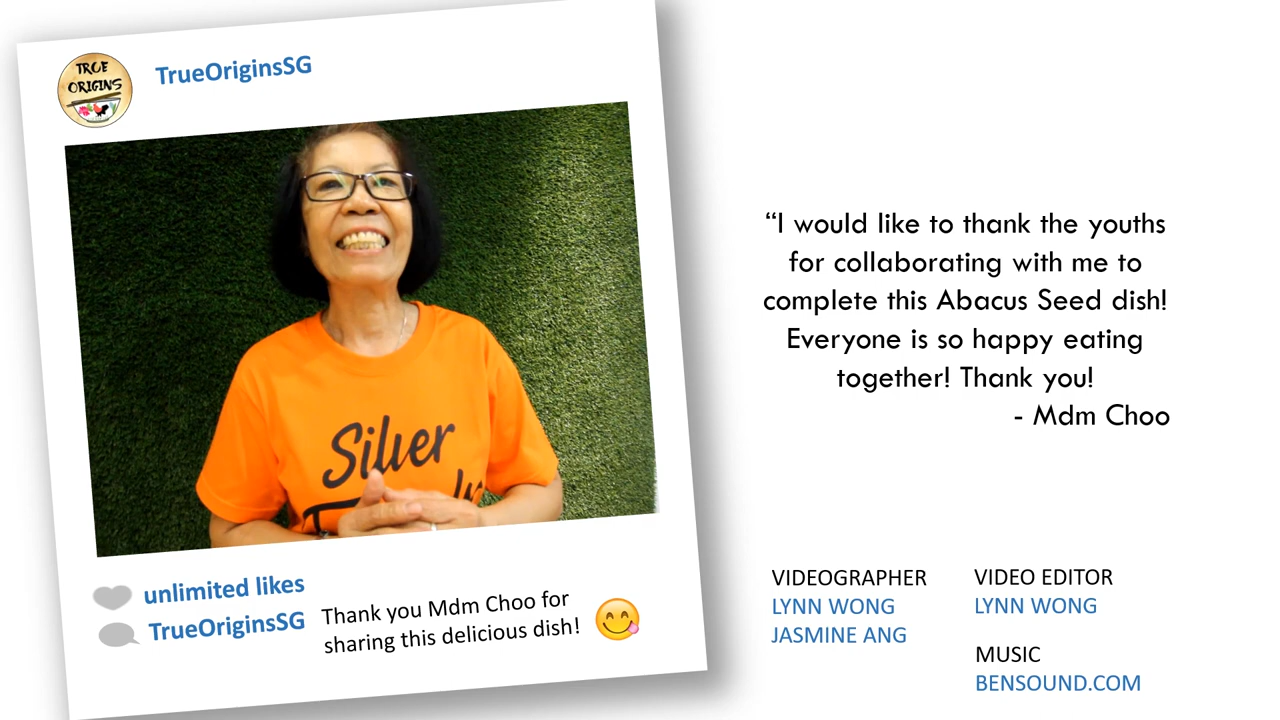 TRUE
ORIGINS
TrueOriginsSG
Silver
unlimited likes
TrueOriginsSG
Thank you Mdm Choo for
sharing this delicious dish!
“I would like to thank the youths
for collaborating with me to
complete this Abacus Seed dish!
Everyone is so happy eating
together! Thank you!
- Mdm Choo
VIDEOGRAPHER
LYNN WONG
JASMINE ANG
VIDEO EDITOR
LYNN WONG
MUSIC
BENSOUND.COM